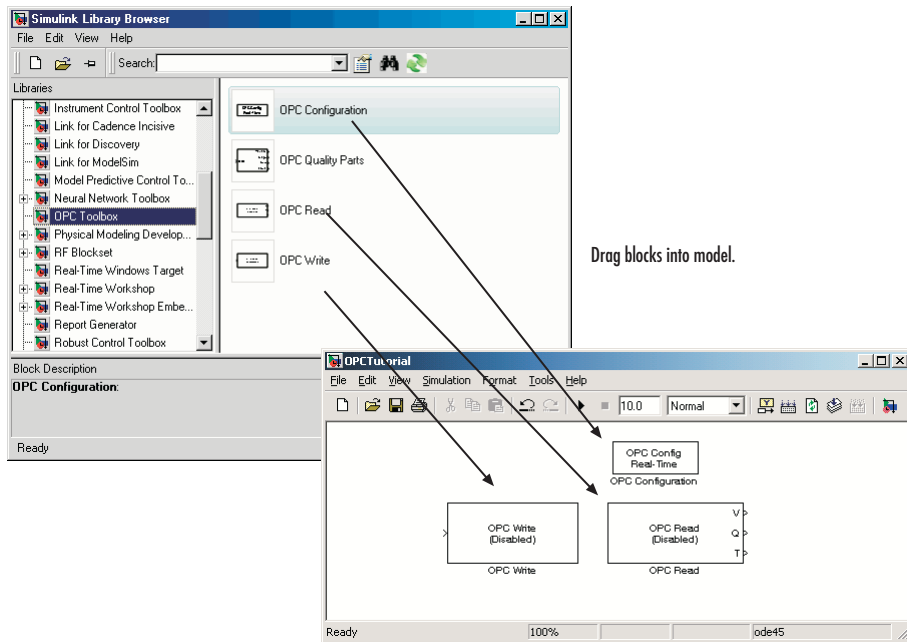 Simulink Library Browser
File Edit View Help
Search:
Libraries
Instrument Control Toolbox
Link for Cadence Incisive
Link for Discovery
Link for ModelSim
Model Predictive Control To...
Neural Network Toolbox
OPC Toolbox
Physical Modeling Develop...
RF Blockset
Real-Time Windows Target
Real-Time Workshop
Real-Time Workshop Embe...
Report Generator
Robust Control Toolbox
OPC Configuration
OPC Quality Parts
OPC Read
OPC Write
Block Description
OPC Configuration:
Ready
Drag blocks into model.
OPCTutorial
File Edit View Simulation Format Tools Help
10.0 Normal
OPC Config
Real-Time
OPC Configuration
OPC Write
(Disabled)
OPC Write
OPC Read
(Disabled)
V
Q
T
OPC Read
Ready 100% ode45